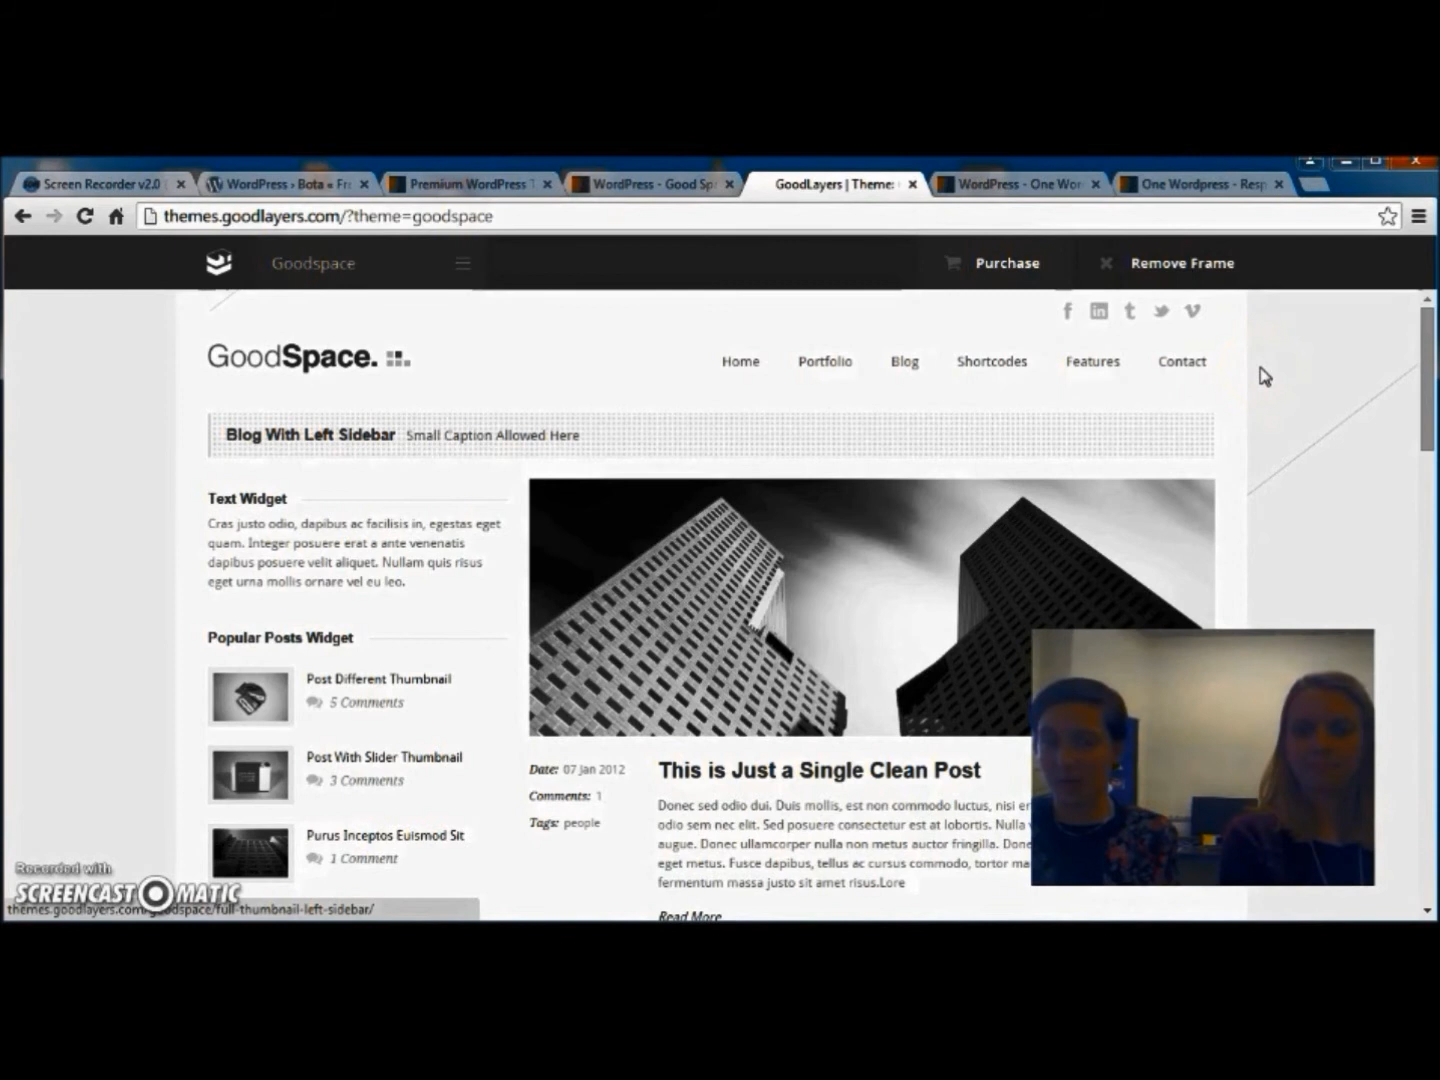 Screen Recorder v2.0
WordPress › Bota « Fr
Premium WordPress T
WordPress - Good Sp
GoodLayers | Theme:
WordPress - One Wor
One Wordpress - Resp
themes.goodlayers.com/?theme=goodspace
Goodspace
Purchase
Remove Frame
GoodSpace.
Home
Portfolio
Blog
Shortcodes
Features
Contact
Blog With Left Sidebar Small Caption Allowed Here
Text Widget
Cras justo odio, dapibus ac facilisis in, egestas eget
quam. Integer posuere erat a ante venenatis
dapibus posuere velit aliquet. Nullam quis risus
eget urna mollis ornare vel eu leo.
Popular Posts Widget
Post Different Thumbnail
5 Comments
Post With Slider Thumbnail
3 Comments
Purus Inceptos Euismod Sit
1 Comment
Date: 07 Jan 2012
Comments: 1
Tags: people
This is Just a Single Clean Post
Donec sed odio dui. Duis mollis, est non commodo luctus, nisi er
odio sem nec elit. Sed posuere consectetur est at lobortis. Nulla
augue. Donec ullamcorper nulla non metus auctor fringilla. Done
eget metus. Fusce dapibus, tellus ac cursus commodo, tortor ma
fermentum massa justo sit amet risus.Lore
Read More
Recorded with
SCREENCAST MATIC
themes.goodlayers.com/goodspace/full-thumbnail-left-sidebar/